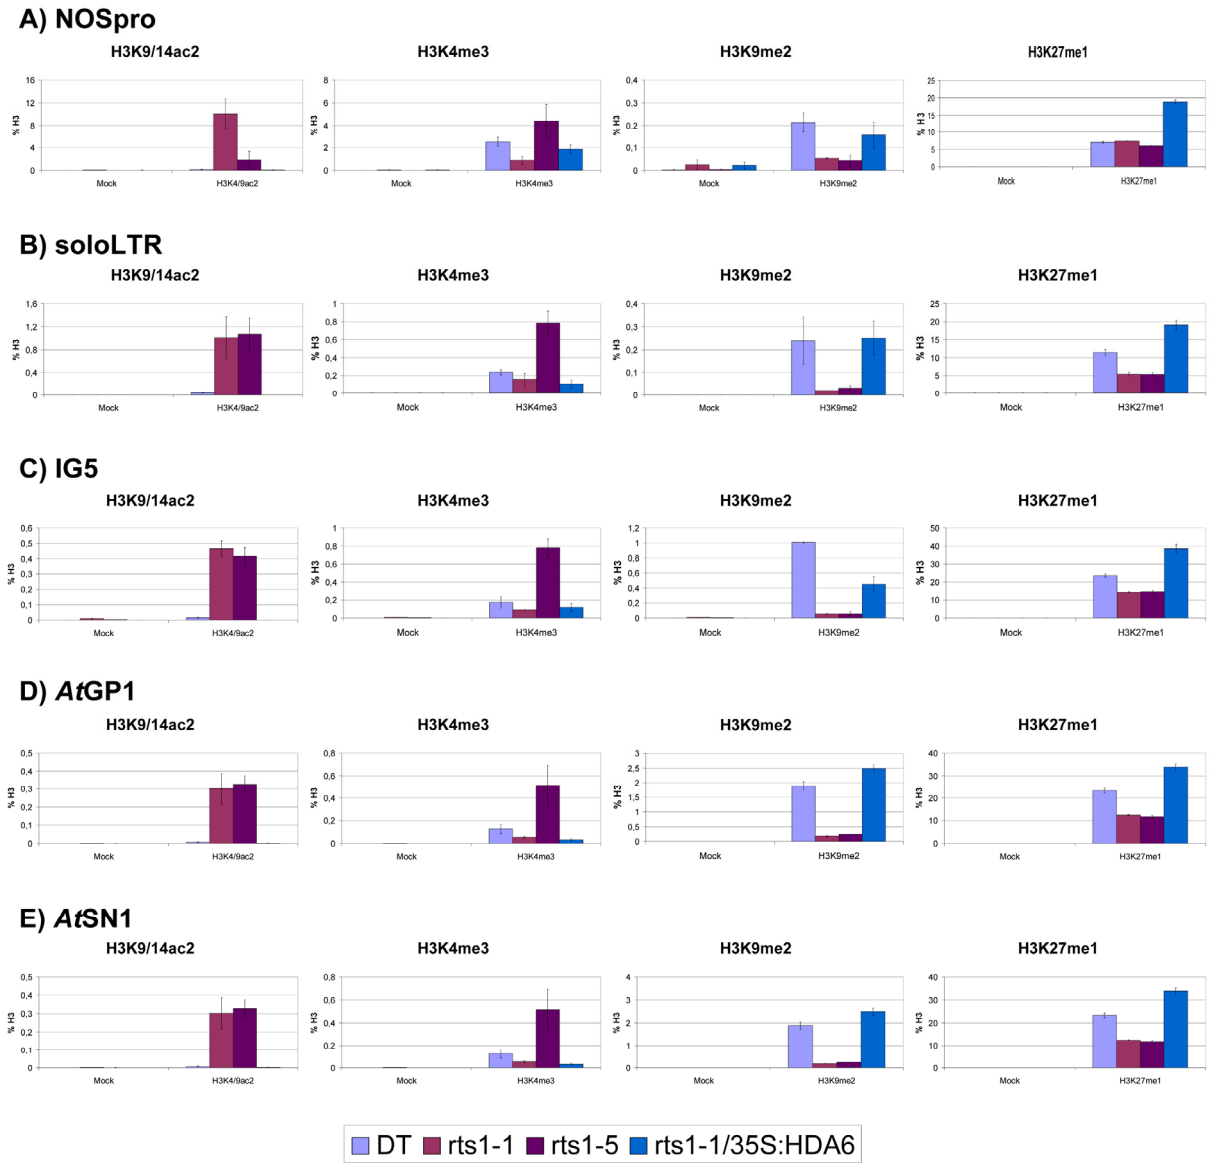 A) NOSpro
H3K9/14ac2
16
12
8
4
0
% H3
Mock
H3K4/9ac2
H3K4me3
8
6
4
2
0
% H3
Mock
H3K4me3
H3K9me2
0,4
0,3
0,2
0,1
0
% H3
Mock
H3K9me2
H3K27me1
25
20
15
10
5
0
% H3
Mock
H3K27me1
B) soloLTR
H3K9/14ac2
1,6
1,2
0,8
0,4
0
% H3
Mock
H3K4/9ac2
H3K4me3
1
0,8
0,6
0,4
0,2
0
% H3
Mock
H3K4me3
H3K9me2
0,4
0,3
0,2
0,1
0
% H3
Mock
H3K9me2
H3K27me1
25
20
15
10
5
0
% H3
Mock
H3K27me1
C) IG5
H3K9/14ac2
0,6
0,5
0,4
0,3
0,2
0,1
0
% H3
Mock
H3K4/9ac2
H3K4me3
1
0,8
0,6
0,4
0,2
0
% H3
Mock
H3K4me3
H3K9me2
1,2
1
0,8
0,6
0,4
0,2
0
% H3
Mock
H3K9me2
H3K27me1
50
40
30
20
10
0
% H3
Mock
H3K27me1
D) AtGP1
H3K9/14ac2
0,5
0,4
0,3
0,2
0,1
0
% H3
Mock
H3K4/9ac2
H3K4me3
0,8
0,6
0,4
0,2
0
% H3
Mock
H3K4me3
H3K9me2
3
2,5
2
1,5
1
0,5
0
% H3
Mock
H3K9me2
H3K27me1
40
30
20
10
0
% H3
Mock
H3K27me1
E) AtSN1
H3K9/14ac2
0,5
0,4
0,3
0,2
0,1
0
% H3
Mock
H3K4/9ac2
H3K4me3
0,8
0,6
0,4
0,2
0
% H3
Mock
H3K4me3
H3K9me2
4
3
2
1
0
% H3
Mock
H3K9me2
H3K27me1
40
30
20
10
0
% H3
Mock
H3K27me1
DT rts1-1 rts1-5 rts1-1/35S:HDA6